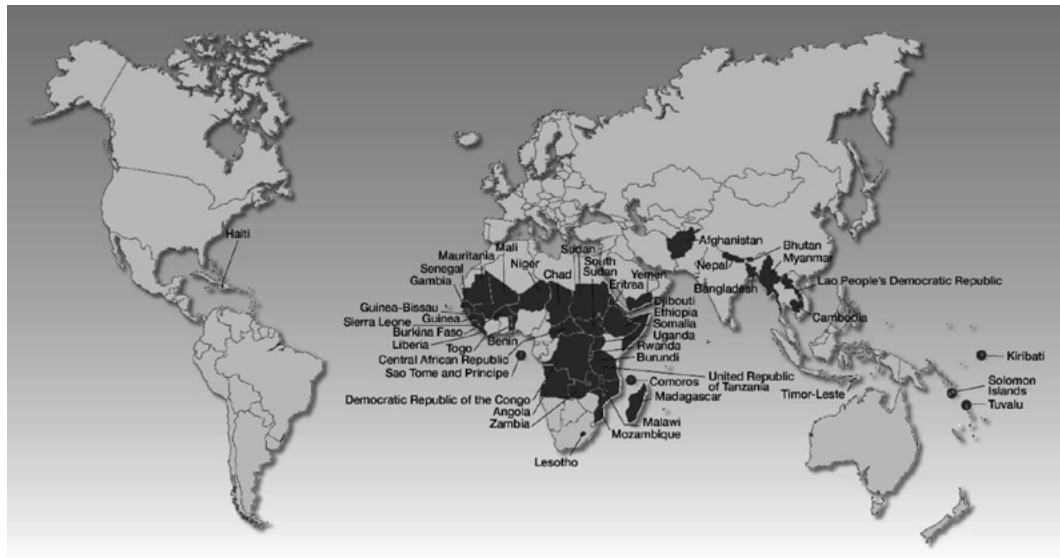 Haiti
Mali
Mauritania
Senegal
Gambia
Niger
Chad
Sudan
South
Sudan
Eritrea
Yemen
Afghanistan
Nepal
Bangladesh
Bhutan
Myanmar
Lao People's Democratic Republic
Cambodia
Guinea-Bissau
Guinea
Sierra Leone
Burkina Faso
Liberia
Togo
Benin
Central African Republic
Sao Tome and Principe
Djibouti
Ethiopia
Somalia
Uganda
Rwanda
Burundi
United Republic
of Tanzania
Democratic Republic of the Congo
Angola
Zambia
Comoros
Madagascar
Malawi
Mozambique
Lesotho
Timor-Leste
Kiribati
Solomon
Islands
Tuvalu